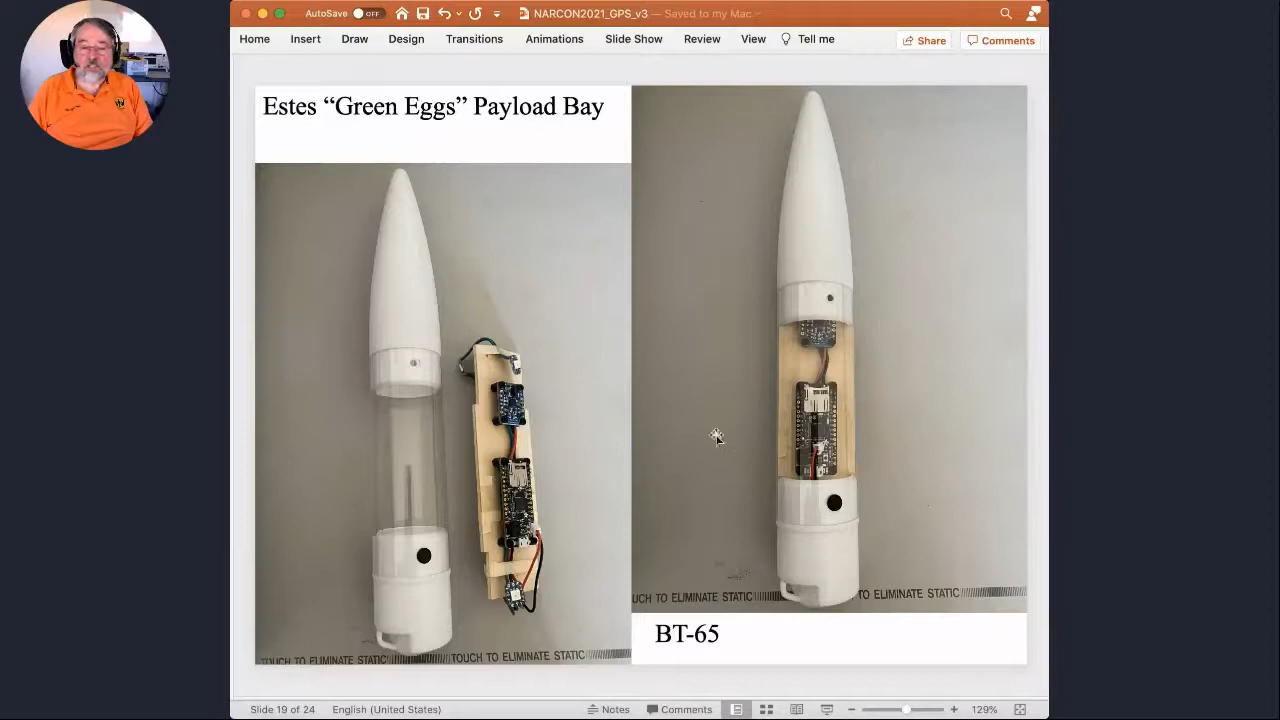 AutoSave OFF
NARCON2021_GPS_v3 — Saved to my Mac
Home Insert Draw Design Transitions Animations Slide Show Review View Tell me Share Comments
Estes “Green Eggs” Payload Bay
TOUCH TO ELIMINATE STATIC TOUCH TO ELIMINATE STATIC
OUCH TO ELIMINATE STATIC TO ELIMINATE STATIC
BT-65
Slide 19 of 24 English (United States) Notes Comments 129%